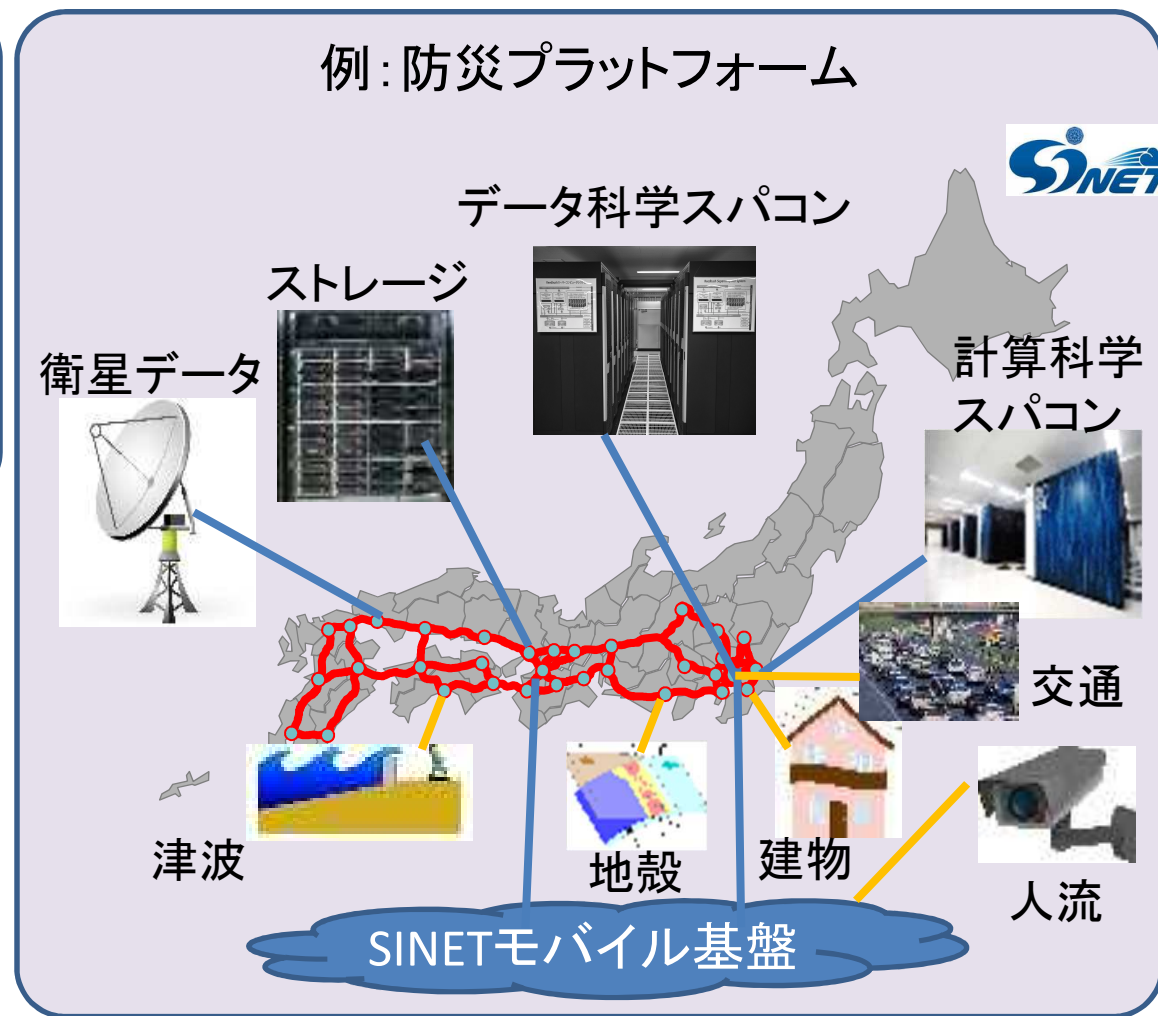 例：防災プラットフォーム
SINET
データ科学スパコン
ストレージ
衛星データ
計算科学
スパコン
交通
津波
地殻
建物
人流
SINETモバイル基盤